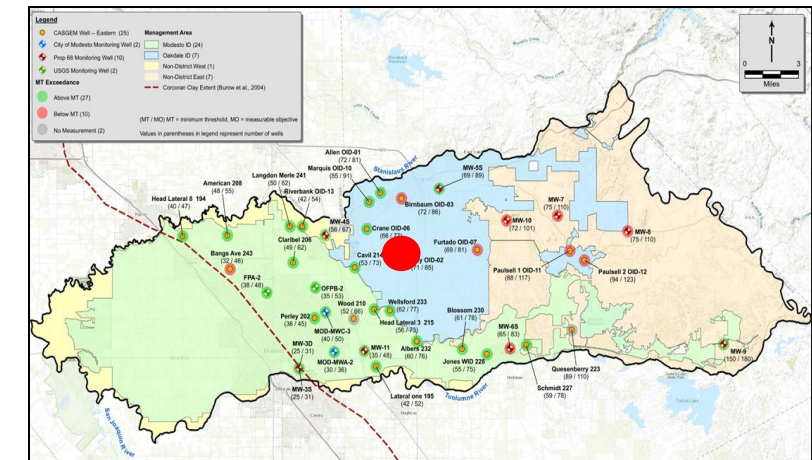 Legend
CASGEM Well – Eastern (25)
City of Modesto Monitoring Well (2)
Prop 68 Monitoring Well (10)
USGS Monitoring Well (2)
MT Exceedance
Above MT (27)
Below MT (10)
No Measurement (2)
Management Area
Modesto ID (24)
Oakdale ID (7)
Non-District West (1)
Non-District East (7)
Corcoran Clay Extent (Burow et al., 2004)
(MT / MO) MT = minimum threshold, MO = measurable objective
Values in parentheses in legend represent number of wells
N
0 3
Miles
Allen OID-01
(72 / 81)
Marquis OID-10
(85 / 91)
Stanislaus River
MW-5S
(69 / 89)
Langdon Merle 241
(50 / 62)
Riverbank OID-13
(42 / 54)
American 208
(48 / 55)
Head Lateral 8 194
(40 / 47)
Birnbaum OID-03
(72 / 86)
MW-7
(75 / 110)
MW-10
(72 / 101)
MW-8
(75 / 110)
MW-4S
(56 / 67)
Crane OID-06
(66 / 77)
Claribel 206
(49 / 62)
Furtado OID-07
(69 / 81)
Bangs Ave 243
(32 / 46)
Cavil 214
(53 / 73)
OID-02
(71 / 85)
Paulsell 1 OID-11
(88 / 117)
Paulsell 2 OID-12
(94 / 123)
FPA-2
(38 / 48)
OFPB-2
(35 / 53)
Wood 210
(52 / 66)
Wellsford 233
(62 / 77)
Blossom 230
(61 / 78)
Perley 202
(36 / 45)
Head Lateral 3 215
(56 / 73)
MOD-MWC-3
(40 / 50)
MW-6S
(65 / 83)
MW-3D
(25 / 31)
MW-11
(35 / 48)
Albers 232
(60 / 76)
MOD-MWA-2
(30 / 36)
Jones WID 228
(55 / 75)
Quesenberry 223
(89 / 110)
MW-9
(150 / 180)
MW-3S
(25 / 31)
Lateral one 195
(42 / 52)
Tuolumne River
Schmidt 227
(59 / 78)
San Joaquin River